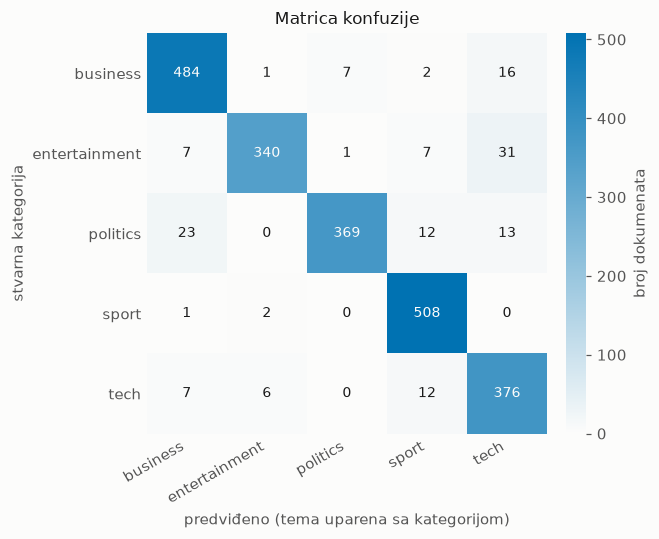 Matrica konfuzije
business 484 1 7 2 16
entertainment 7 340 1 7 31
politics 23 0 369 12 13
sport 1 2 0 508 0
tech 7 6 0 12 376
business entertainment politics sport tech
predviđeno (tema uparena sa kategorijom)
stvarna kategorija
500
400
300
200
100
0
broj dokumenata